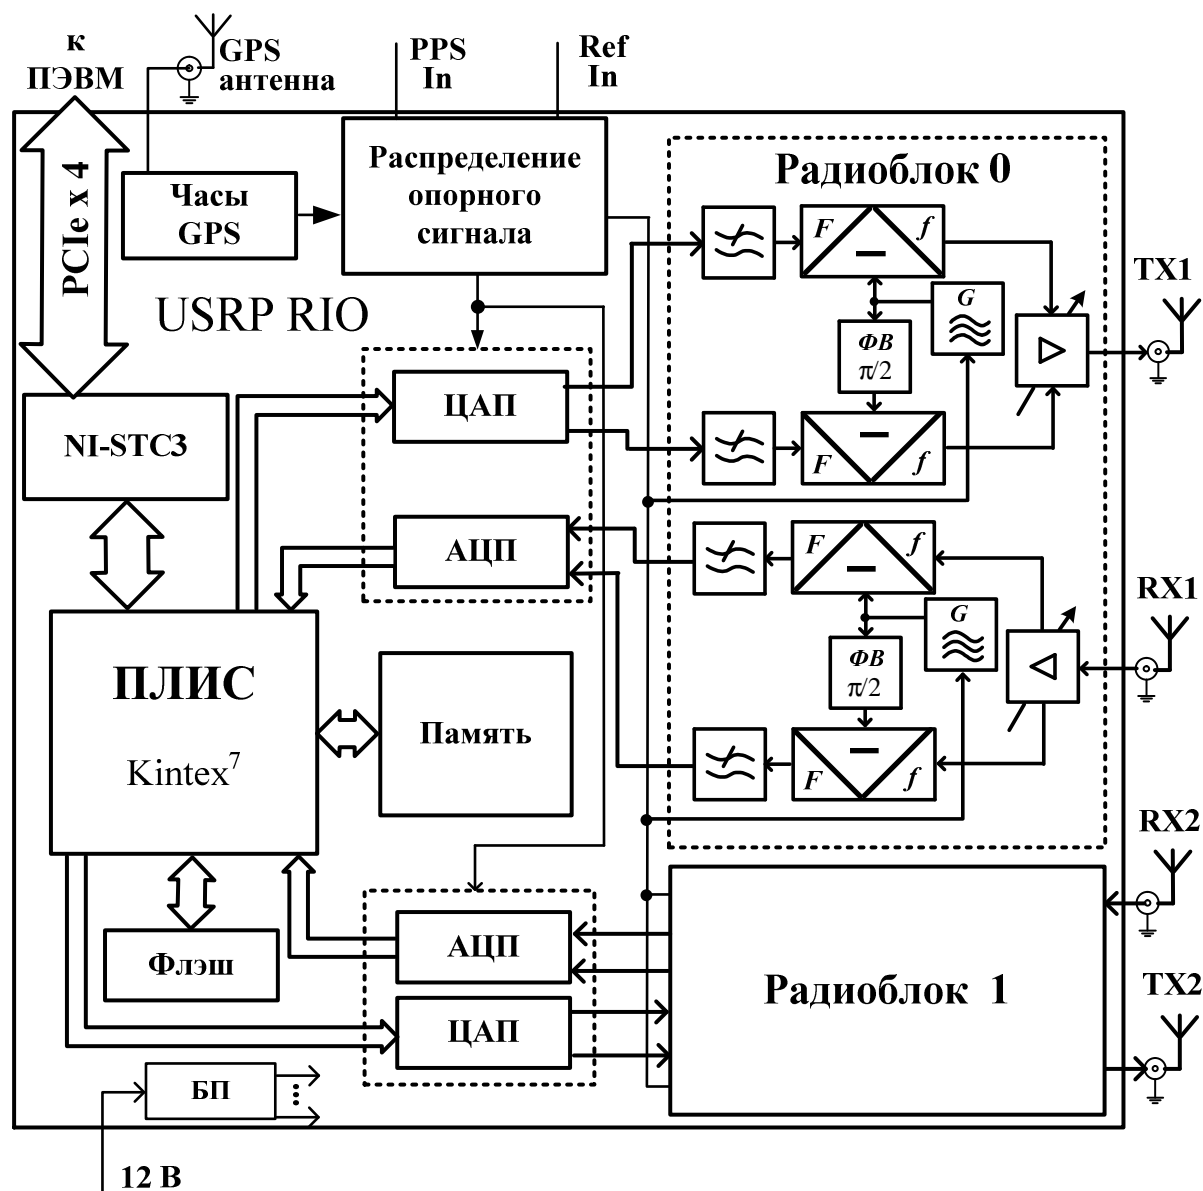 к
ПЭВМ
GPS
антенна
PPS
In
Ref
In
PCIe x 4
Часы
GPS
Распределение
опорного
сигнала
USRP RIO
Радиоблок 0
F
f
G
ФВ
π/2
F
f
TX1
ЦАП
АЦП
NI-STC3
F
f
G
ФВ
π/2
F
f
RX1
ПЛИС
Kintex7
Память
RX2
Флэш
АЦП
ЦАП
Радиоблок 1
TX2
БП
12 В